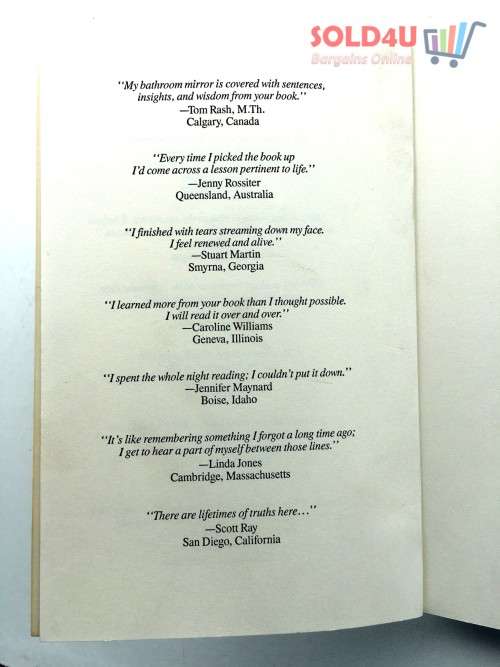 SOLD4U
Bargains Online
"My bathroom mirror is covered with sentences,
insights, and wisdom from your book."
—Tom Rash, M.Th.
Calgary, Canada
"Every time I picked the book up
I'd come across a lesson pertinent to life."
—Jenny Rossiter
Queensland, Australia
"I finished with tears streaming down my face.
I feel renewed and alive."
—Stuart Martin
Smyrna, Georgia
"I learned more from your book than I thought possible.
I will read it over and over."
—Caroline Williams
Geneva, Illinois
"I spent the whole night reading; I couldn't put it down."
—Jennifer Maynard
Boise, Idaho
"It's like remembering something I forgot a long time ago;
I get to hear a part of myself between those lines."
—Linda Jones
Cambridge, Massachusetts
"There are lifetimes of truths here..."
—Scott Ray
San Diego, California